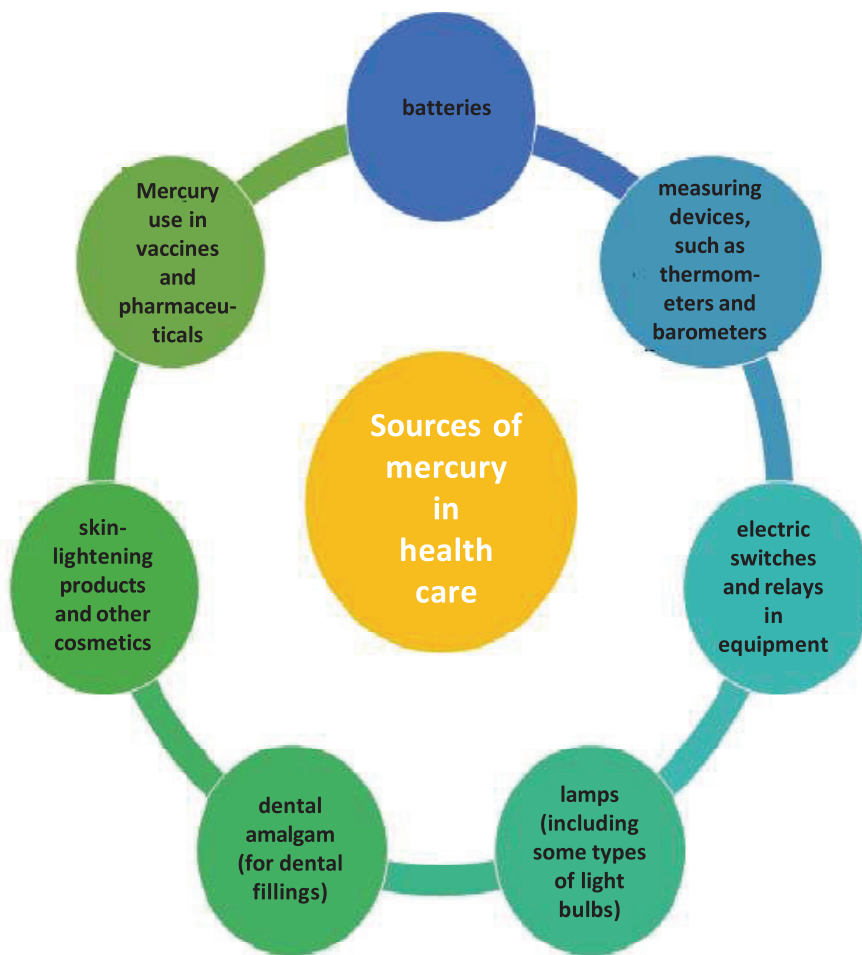 batteries
measuring
devices,
such as
thermom-
eters and
barometers
electric
switches
and relays
in
equipment
lamps
(including
some types
of light
bulbs)
dental
amalgam
(for dental
fillings)
skin-
lightening
products
and other
cosmetics
Mercury
use in
vaccines
and
pharmaceu-
ticals
Sources of
mercury
in
health
care